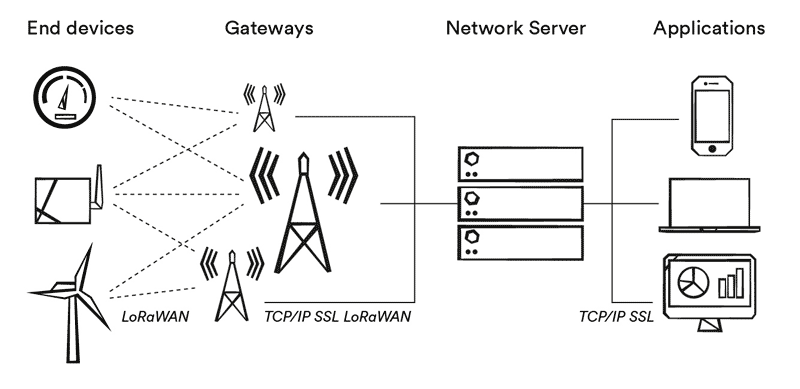 End devices
Gateways
Network Server
Applications
LoRaWAN
TCP/IP SSL LoRaWAN
TCP/IP SSL